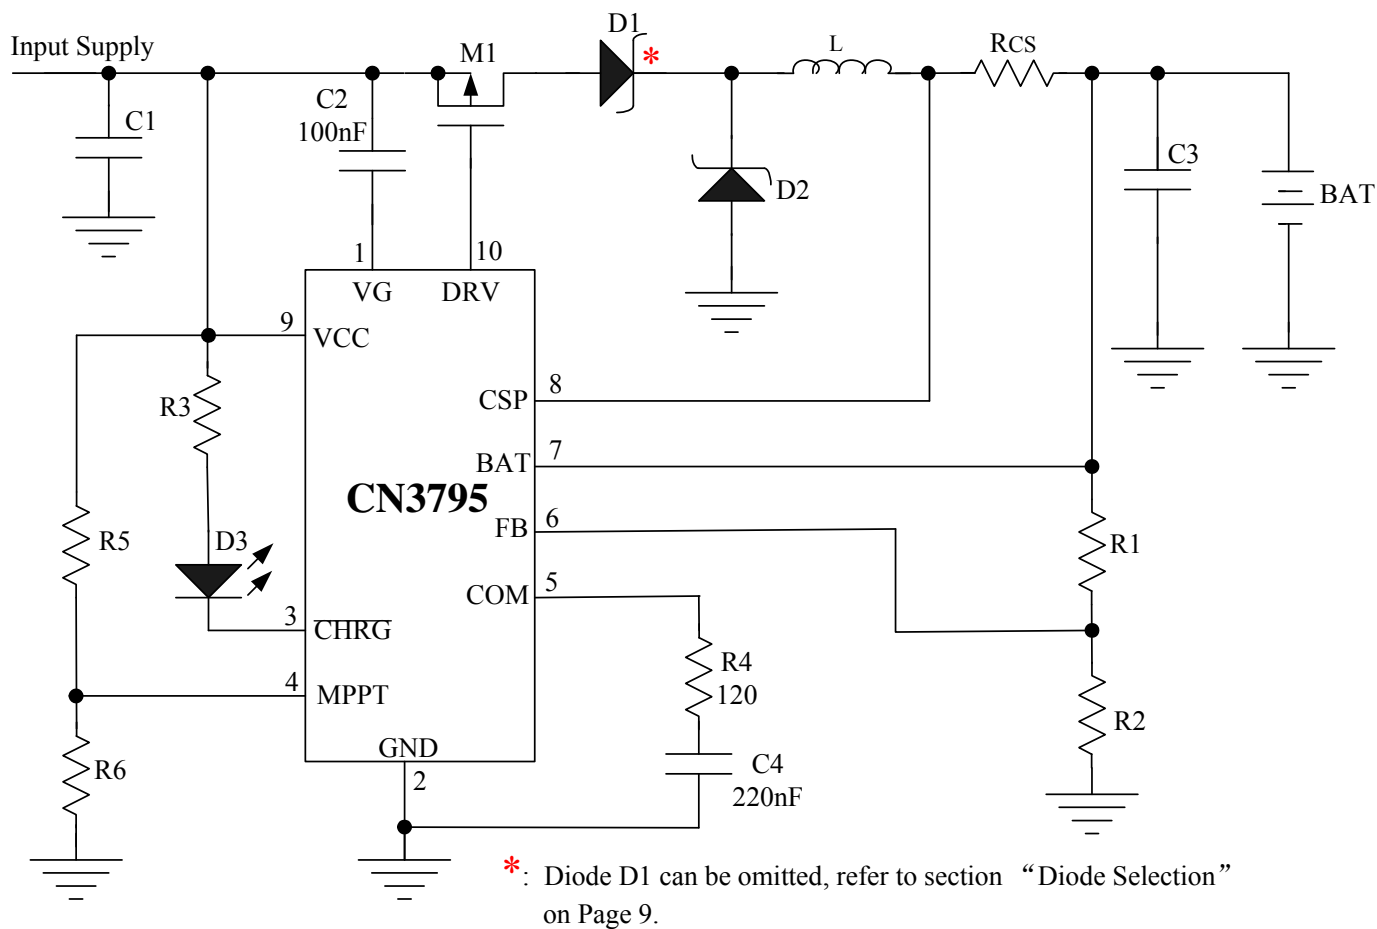 D1
Input Supply
M1
*
L
RCS
C2
100nF
C1
C3
D2
BAT
1
10
VG
DRV
9
VCC
8
CSP
R3
7
BAT
CN3795
6
FB
R5
D3
R1
5
COM
3
CHRG
R4
120
4
MPPT
R2
GND
2
R6
C4
220nF
*: Diode D1 can be omitted, refer to section “Diode Selection”
on Page 9.